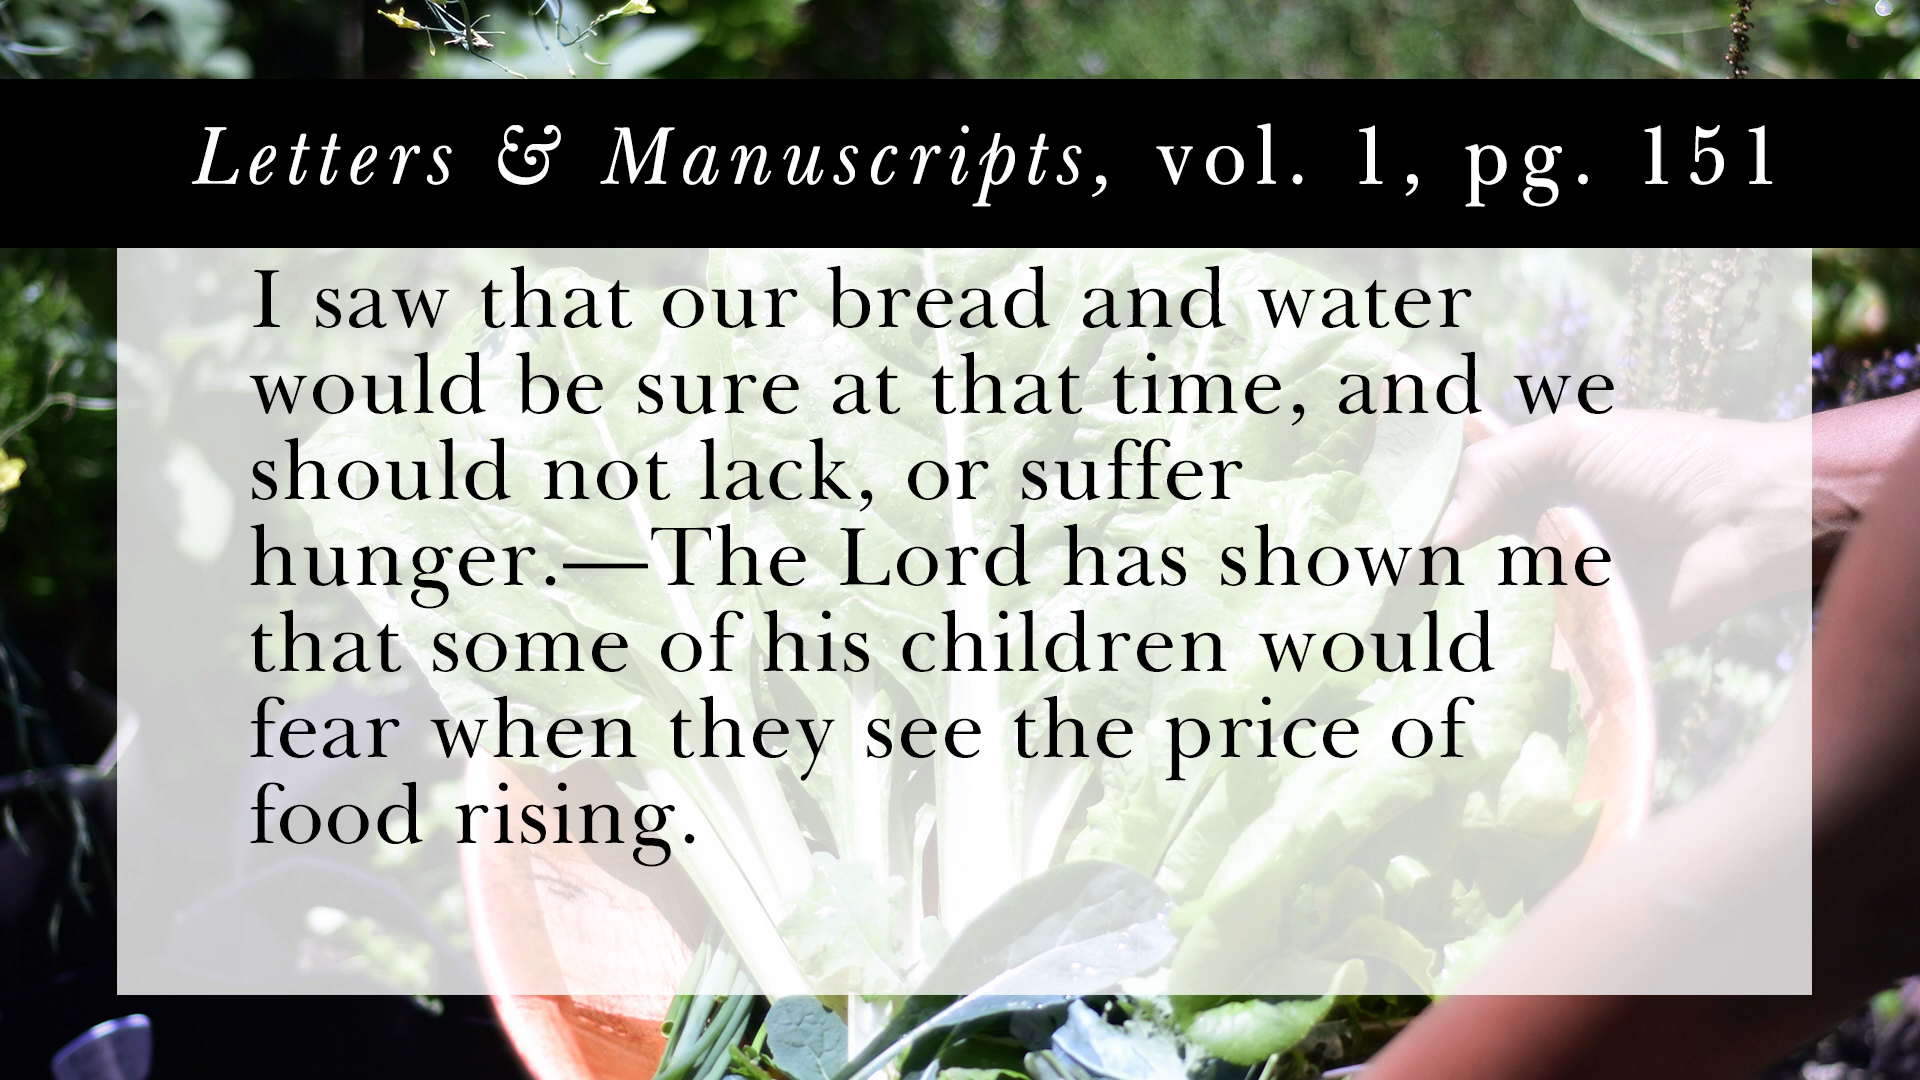 Letters & Manuscripts, vol. 1, pg. 151
I saw that our bread and water
would be sure at that time, and we
should not lack, or suffer
hunger.—The Lord has shown me
that some of his children would
fear when they see the price of
food rising.